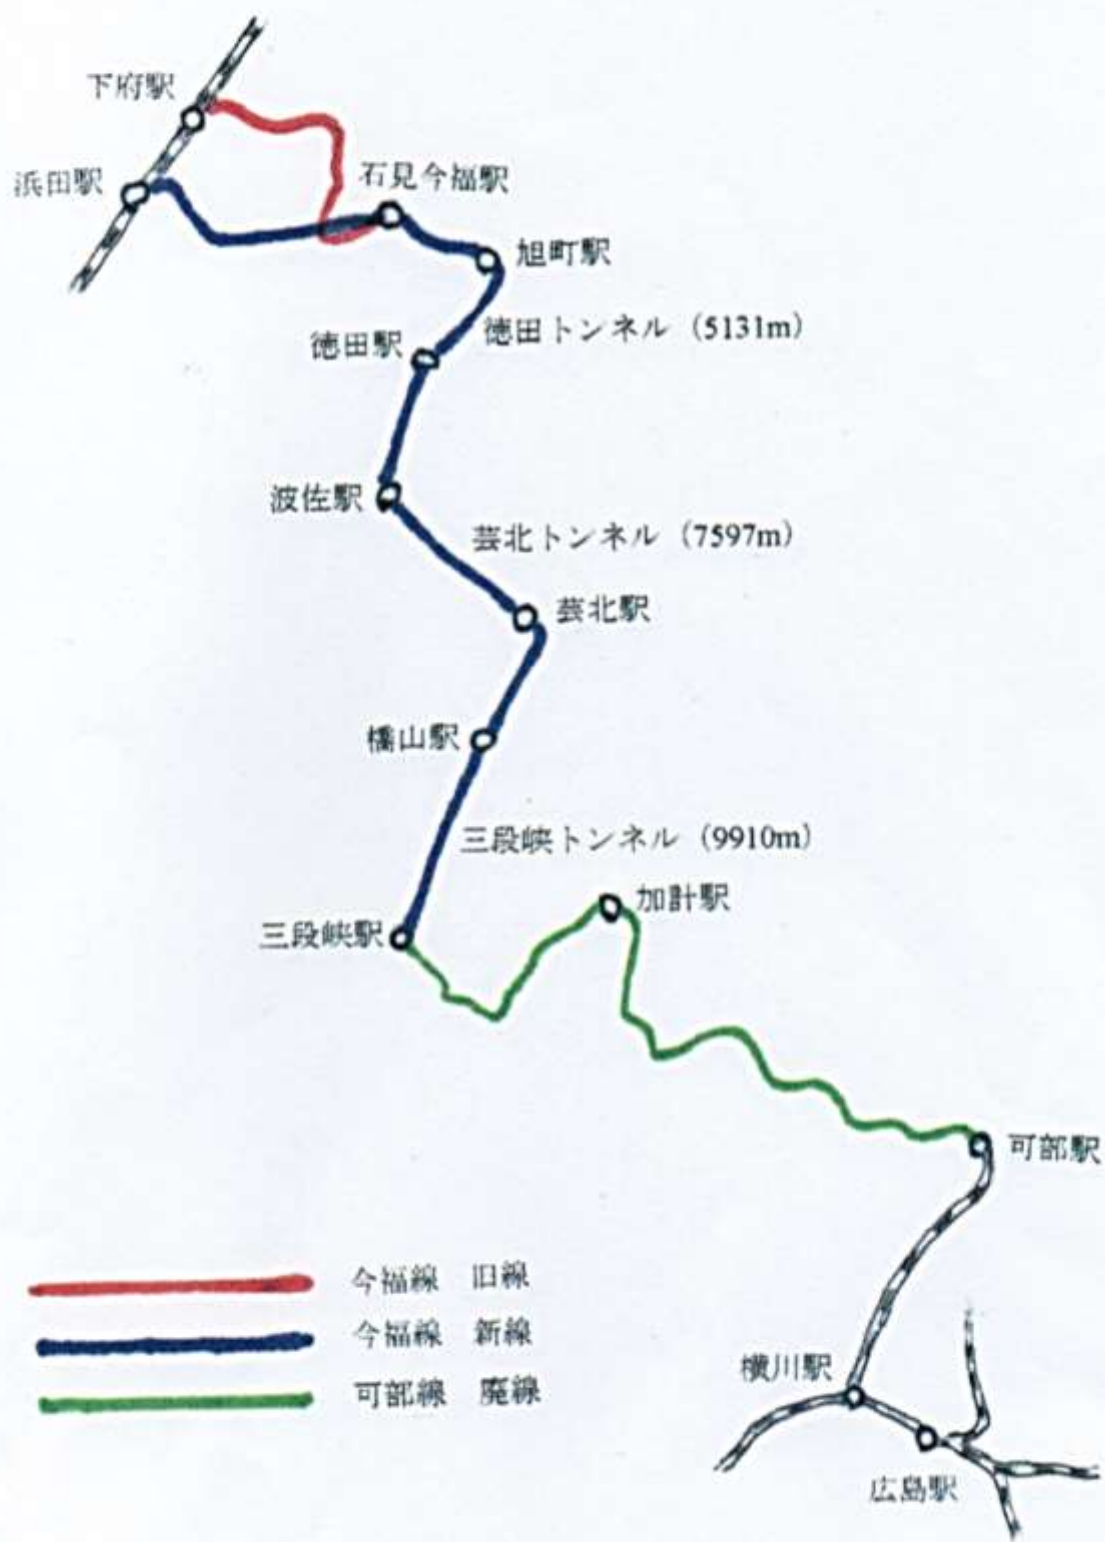 下府駅
浜田駅
石見今福駅
旭町駅
徳田トンネル（5131m）
徳田駅
波佐駅
芸北トンネル（7597m）
芸北駅
橋山駅
三段峡トンネル（9910m）
加計駅
三段峡駅
可部駅
今福線　旧線
今福線　新線
可部線　廃線
横川駅
広島駅